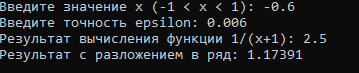 Введите значение x (-1 < x < 1): -0.6
Введите точность epsilon: 0.006
Результат вычисления функции 1/(x+1): 2.5
Результат с разложением в ряд: 1.17391